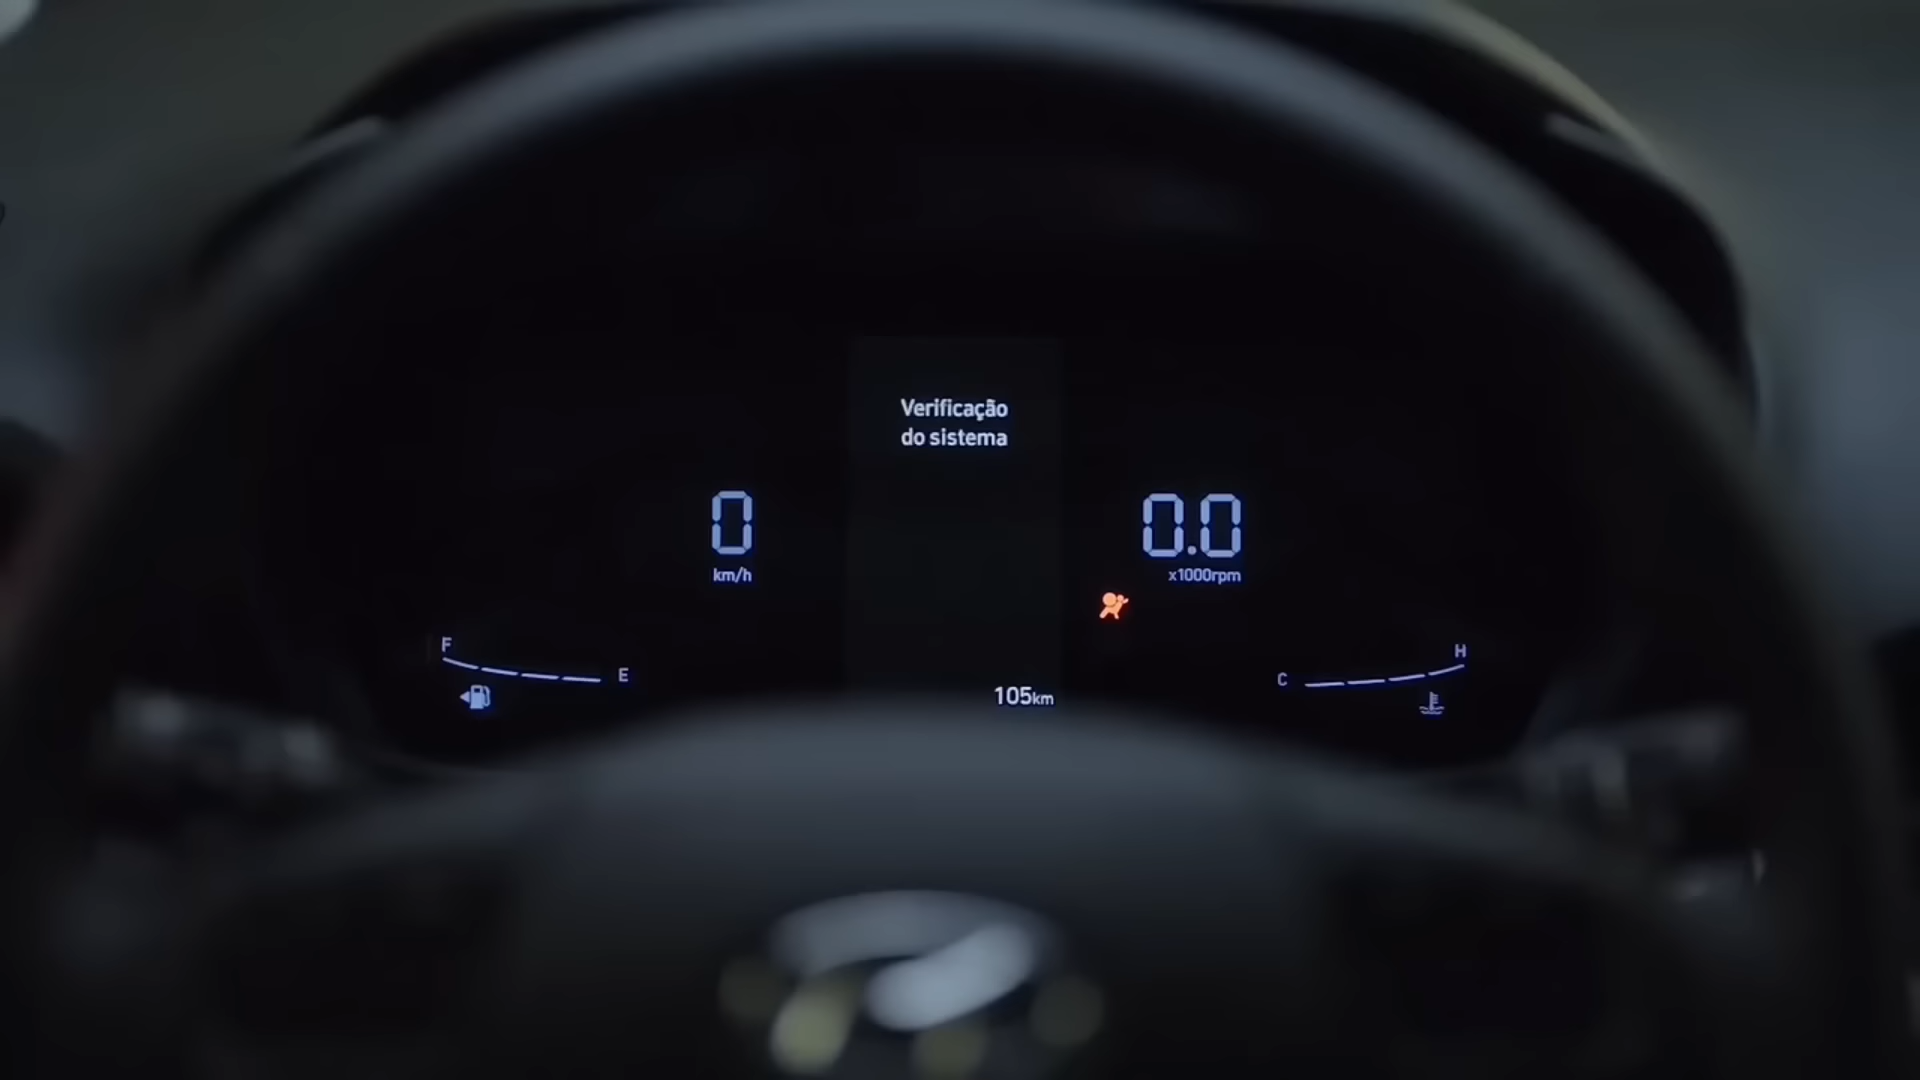 Verificação
do sistema
0
km/h
0.0
x1000rpm
F
E
105km
C
H